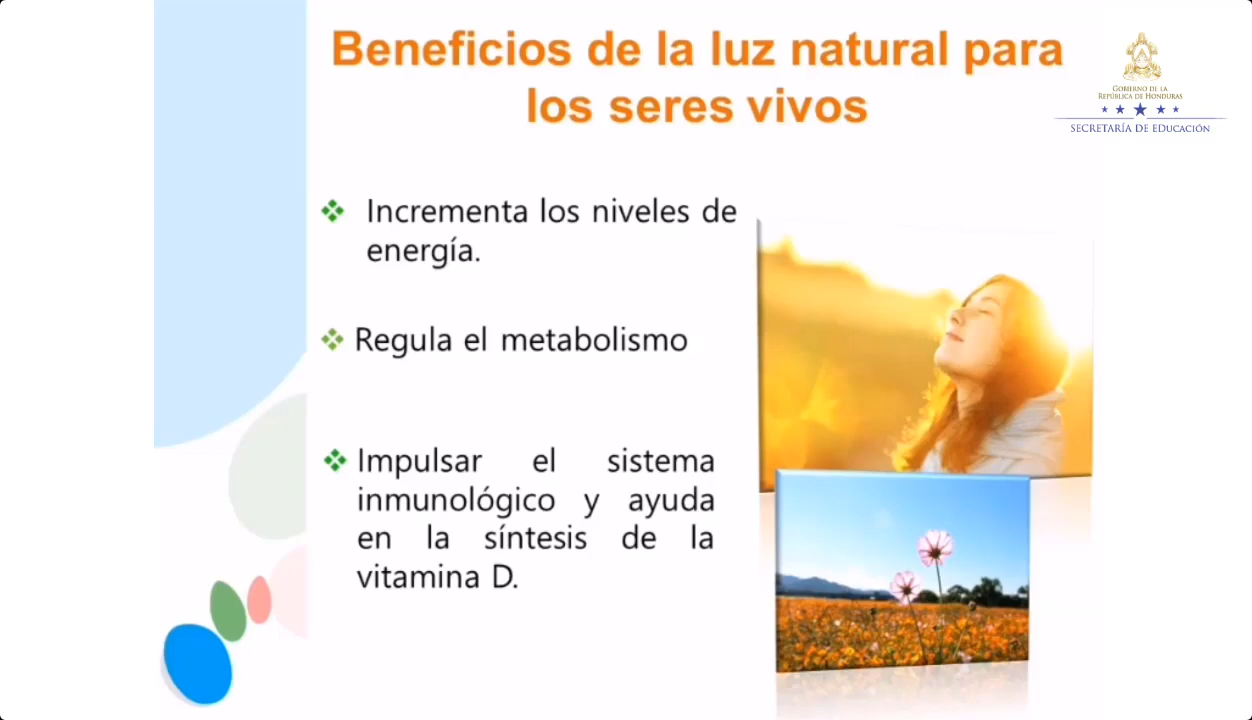 Beneficios de la luz natural para
los seres vivos
GOBIERNO DE LA
REPÚBLICA DE HONDURAS
SECRETARÍA DE EDUCACIÓN
Incrementa los niveles de
energía.
Regula el metabolismo
Impulsar el sistema
inmunológico y ayuda
en la síntesis de la
vitamina D.